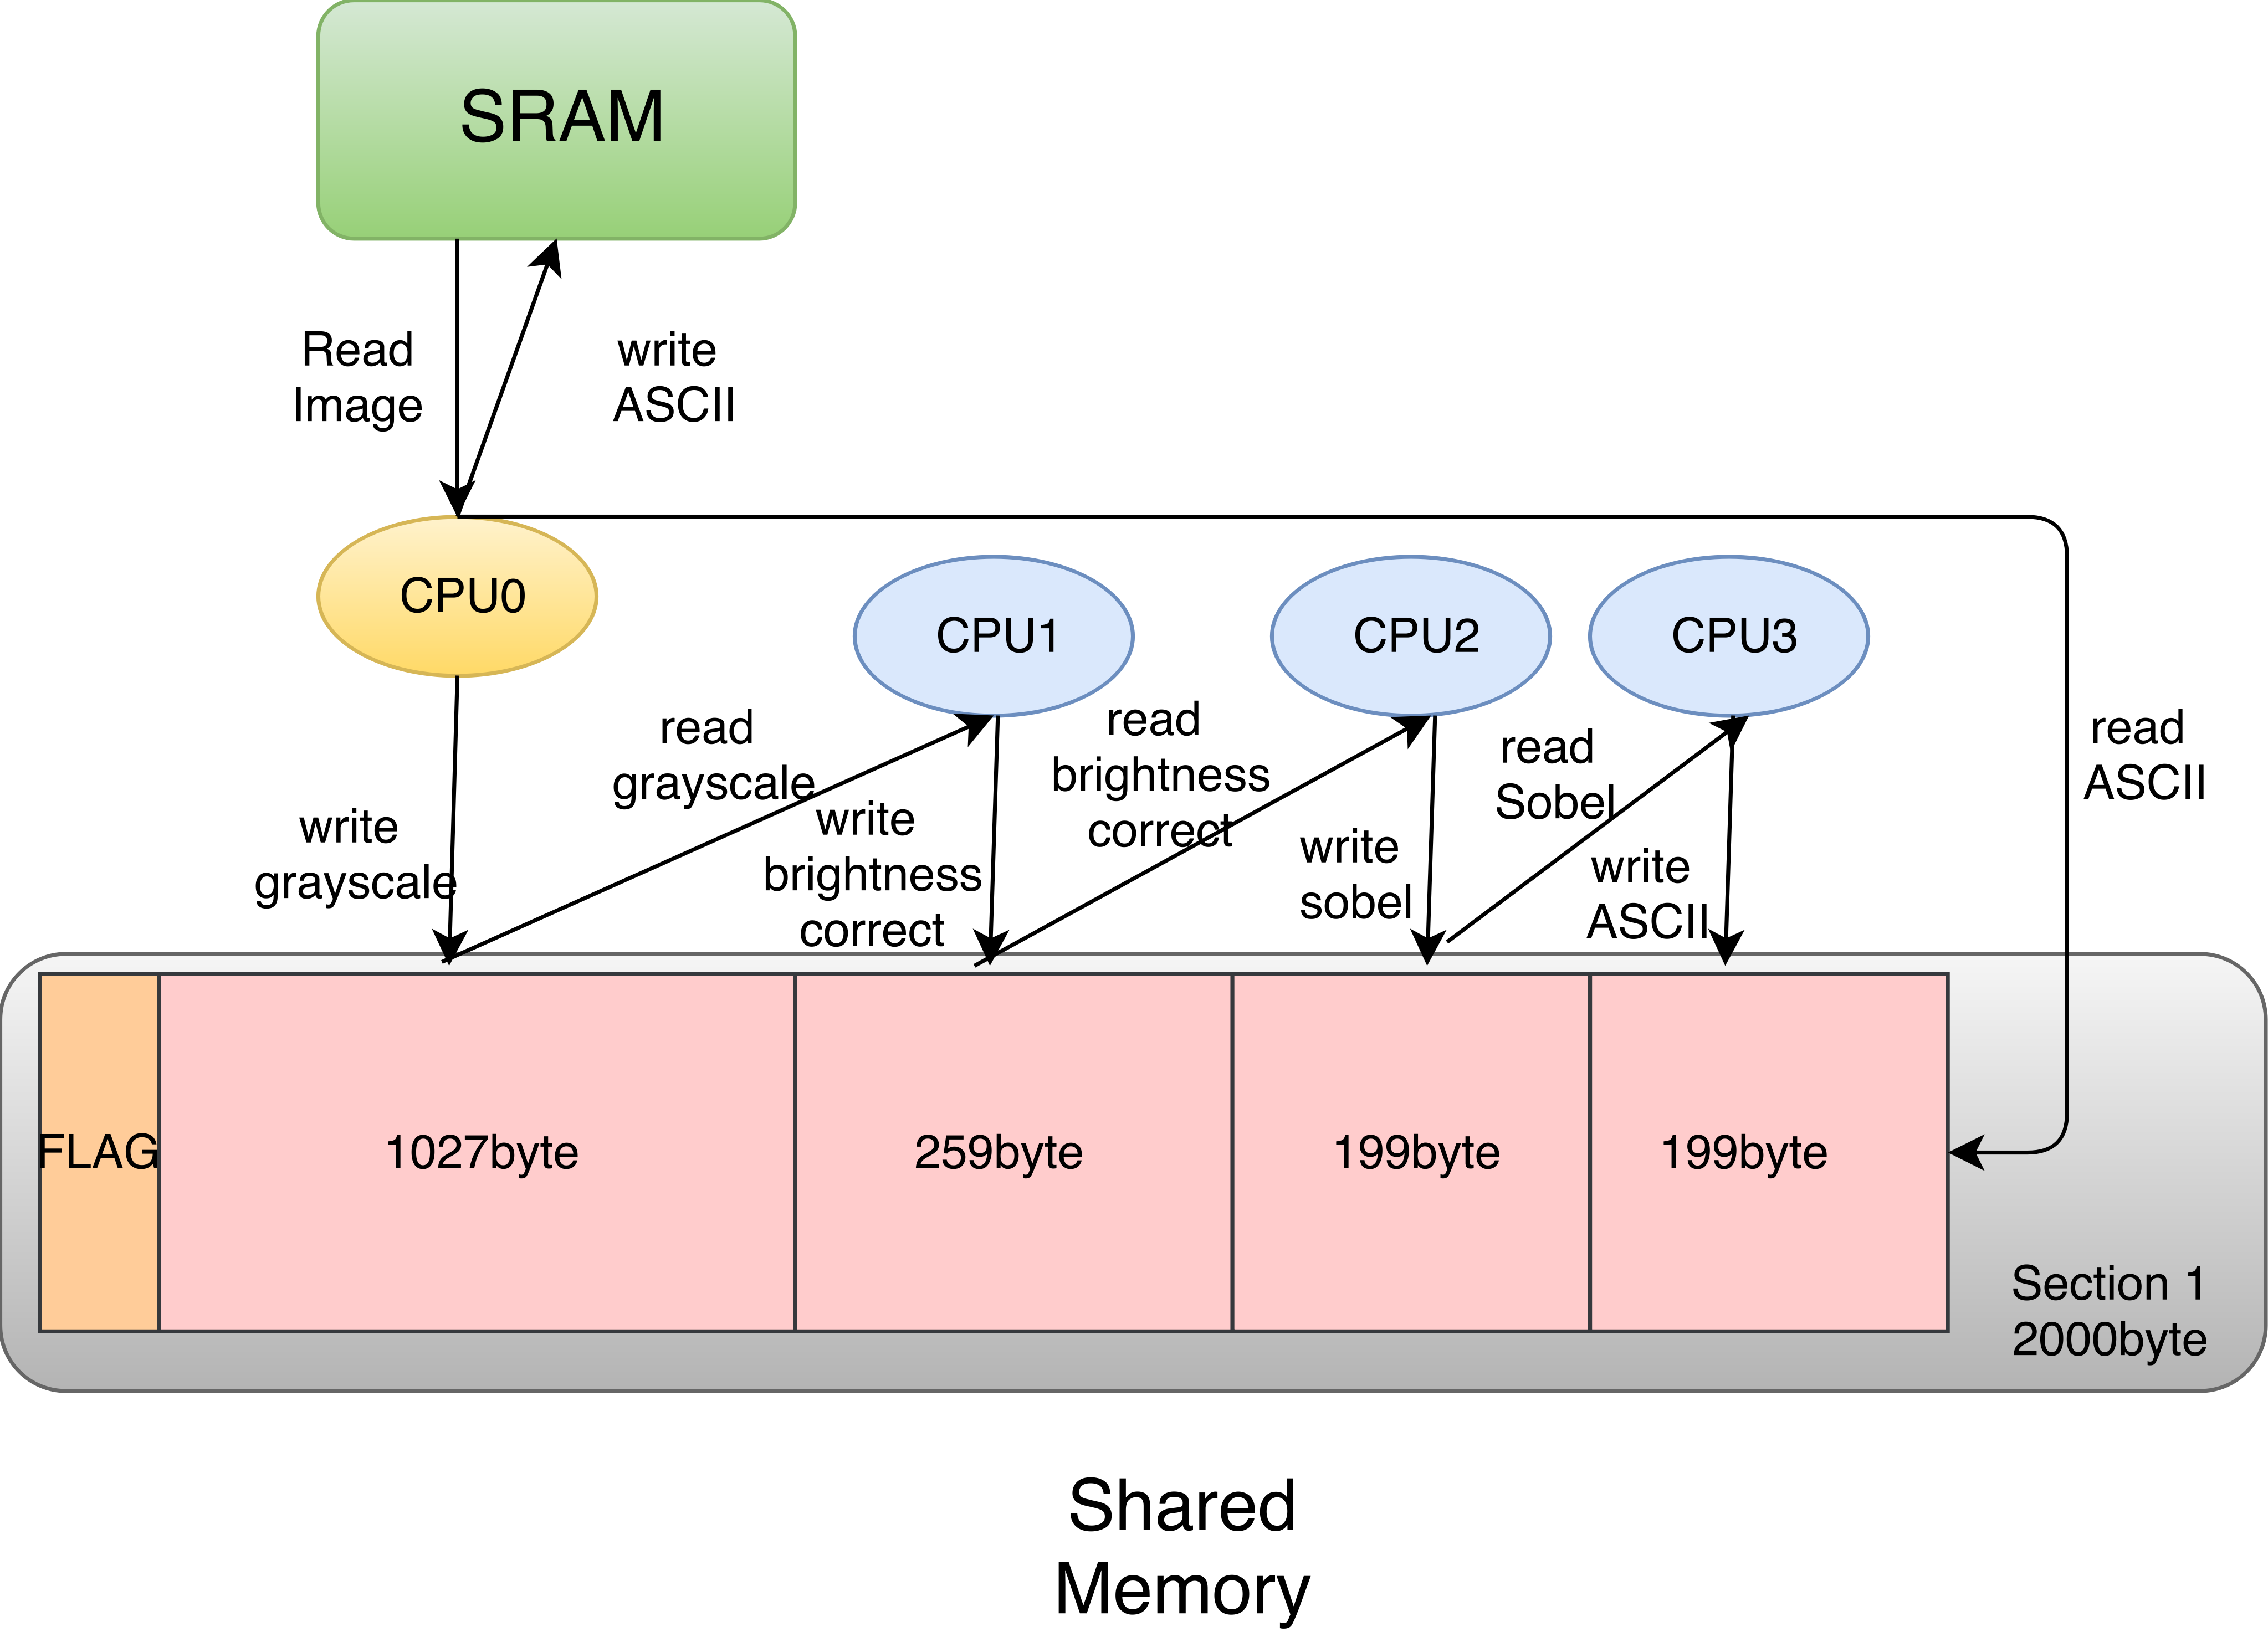 SRAM
Read
Image
write
ASCII
CPU0
CPU1
CPU2
CPU3
read
grayscale
read
brightness
correct
read
Sobel
read
ASCII
write
grayscale
write
brightness
correct
write
sobel
write
ASCII
FLAG
1027byte
259byte
199byte
199byte
Section 1
2000byte
Shared
Memory